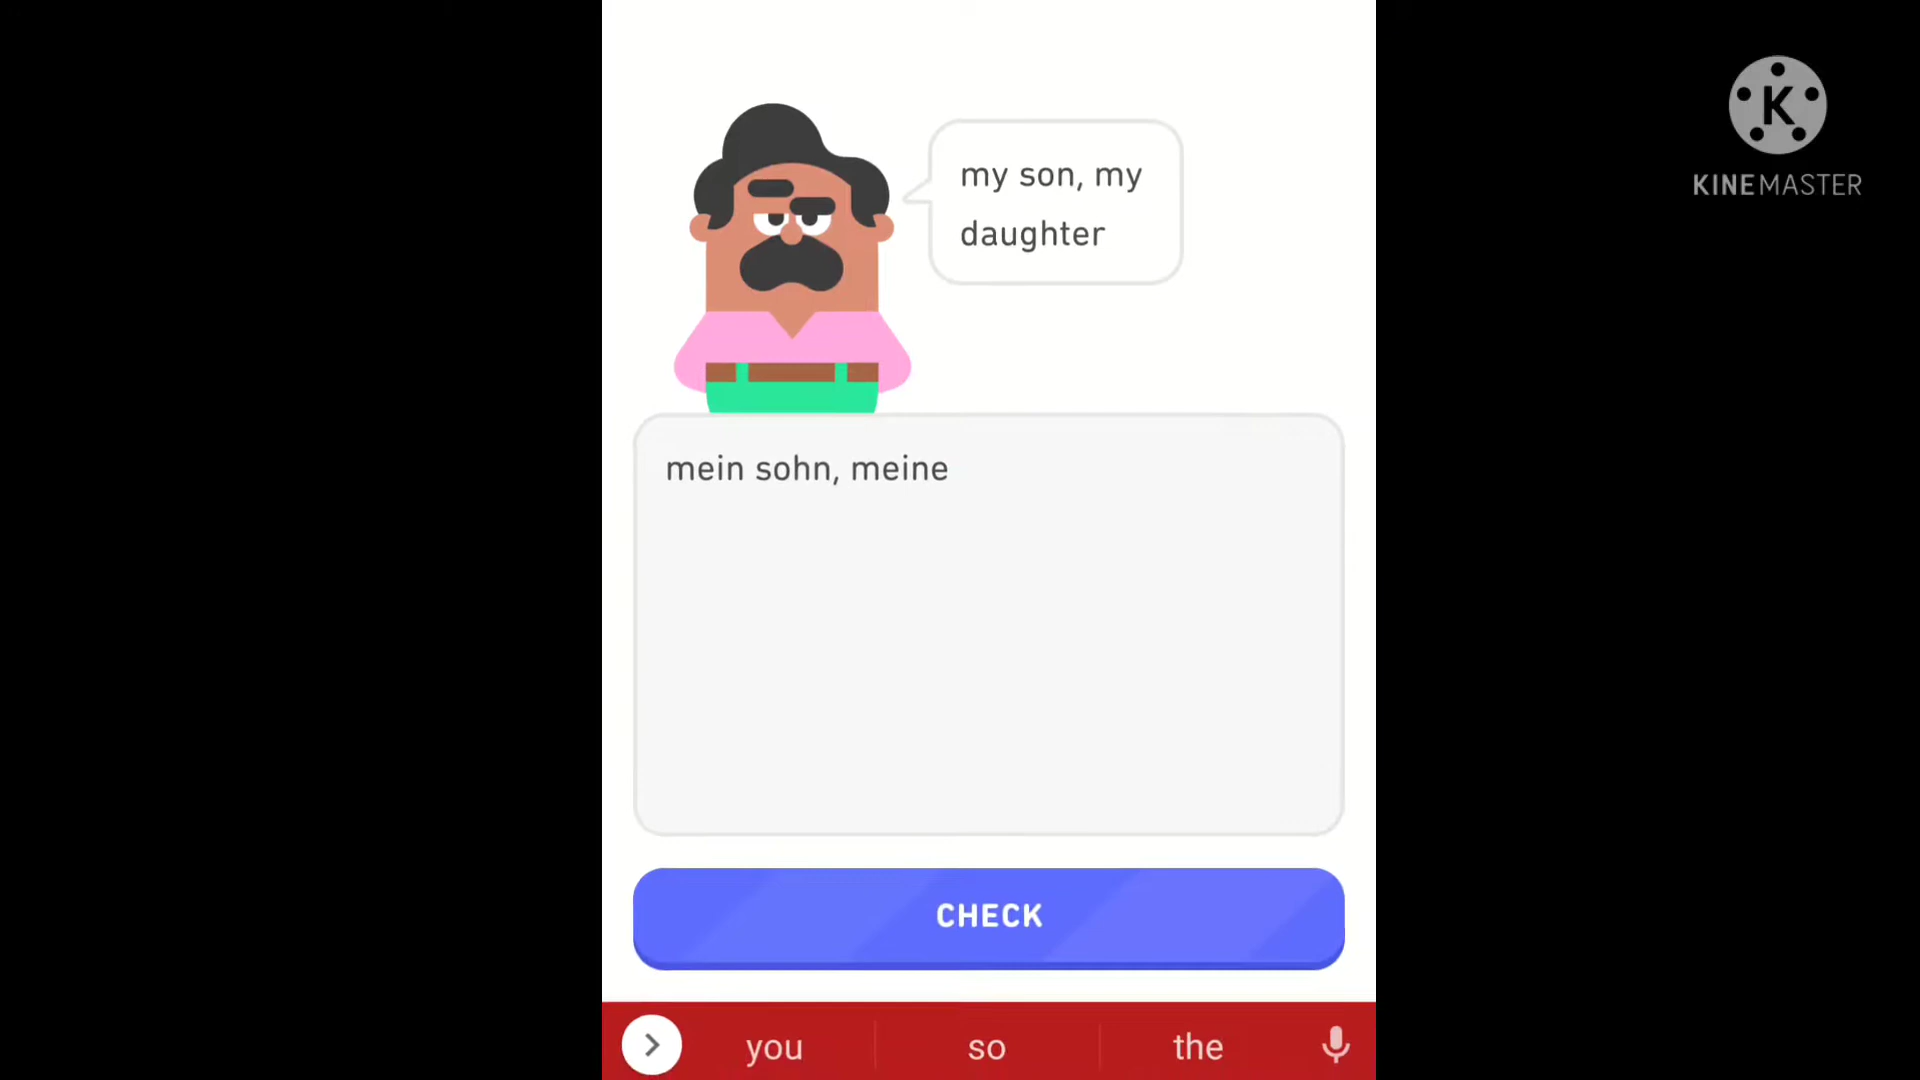 my son, my
daughter
mein sohn, meine
CHECK
you so the
K
KINEMASTER